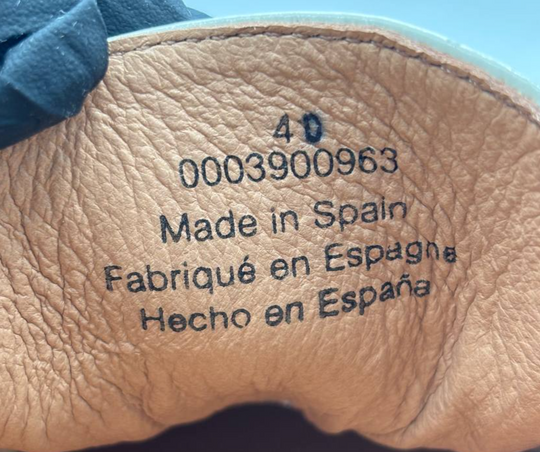 40
0003900963
Made in Spain
Fabriqué en Espagne
Hecho en España